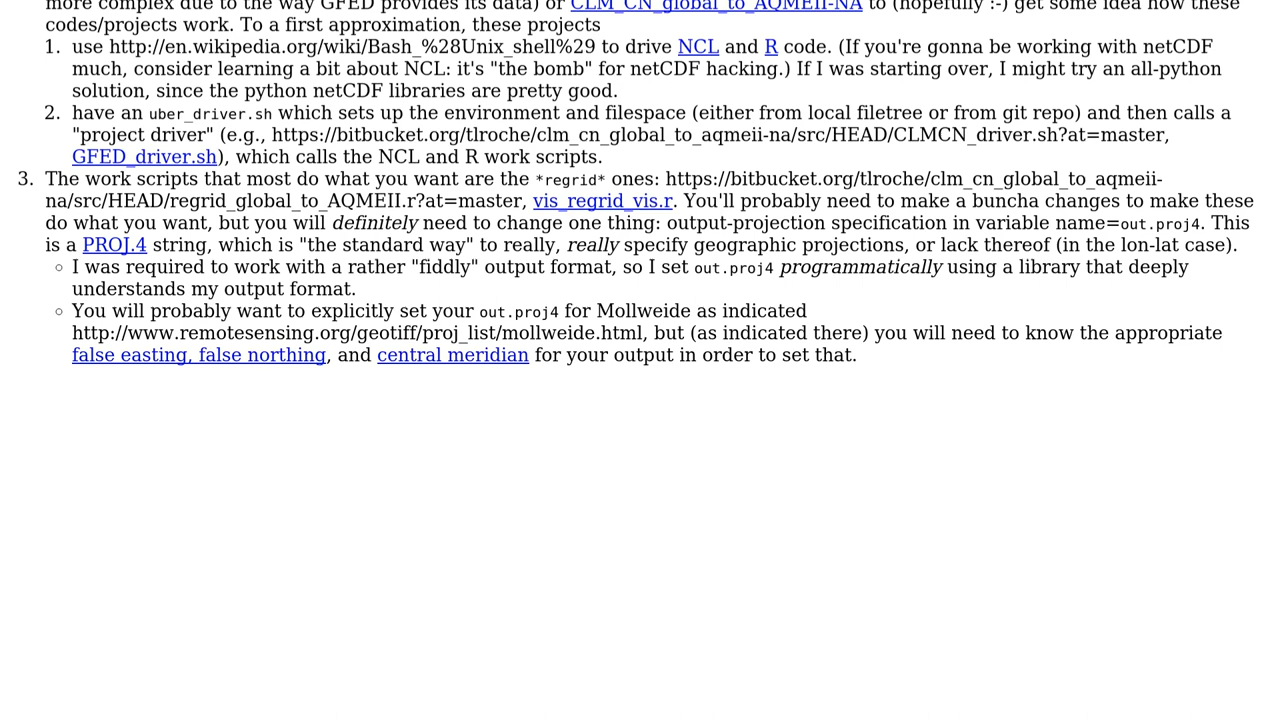 more complex due to the way GFED provides its data) or CLM_CN_global_to_AQMEII-NA to (hopefully :-) get some idea how these
codes/projects work. To a first approximation, these projects
1. use http://en.wikipedia.org/wiki/Bash_%28Unix_shell%29 to drive NCL and R code. (If you're gonna be working with netCDF
much, consider learning a bit about NCL: it's "the bomb" for netCDF hacking.) If I was starting over, I might try an all-python
solution, since the python netCDF libraries are pretty good.
2. have an uber_driver.sh which sets up the environment and filespace (either from local filetree or from git repo) and then calls a
"project driver" (e.g., https://bitbucket.org/tlroche/clm_cn_global_to_aqmeii-na/src/HEAD/CLMCN_driver.sh?at=master,
GFED_driver.sh), which calls the NCL and R work scripts.
3. The work scripts that most do what you want are the *regrid* ones: https://bitbucket.org/tlroche/clm_cn_global_to_aqmeii-
na/src/HEAD/regrid_global_to_AQMEII.r?at=master, vis_regrid_vis.r. You'll probably need to make a buncha changes to make these
do what you want, but you will definitely need to change one thing: output-projection specification in variable name=out.proj4. This
is a PROJ.4 string, which is "the standard way" to really, really specify geographic projections, or lack thereof (in the lon-lat case).
◦ I was required to work with a rather "fiddly" output format, so I set out.proj4 programmatically using a library that deeply
understands my output format.
◦ You will probably want to explicitly set your out.proj4 for Mollweide as indicated
http://www.remotesensing.org/geotiff/proj_list/mollweide.html, but (as indicated there) you will need to know the appropriate
false easting, false northing, and central meridian for your output in order to set that.